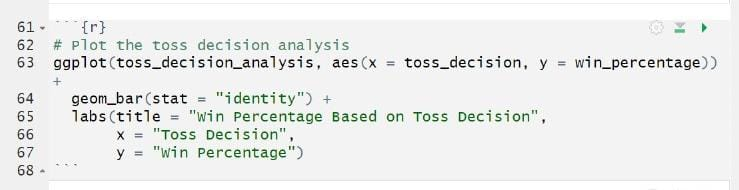 61 ```{r}
62 # Plot the toss decision analysis
63 ggplot(toss_decision_analysis, aes(x = toss_decision, y = win_percentage))
+
64   geom_bar(stat = "identity") +
65   labs(title = "Win Percentage Based on Toss Decision",
66        x = "Toss Decision",
67        y = "Win Percentage")
68 ```